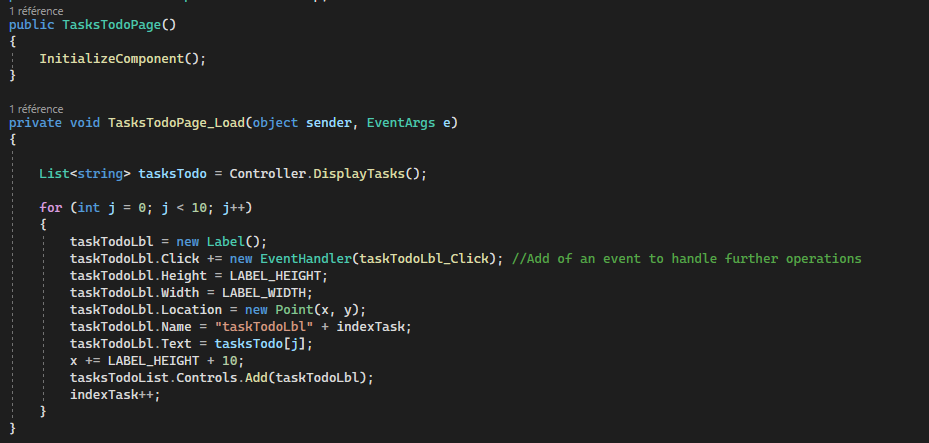 1 référence
public TasksTodoPage()
{
    InitializeComponent();
}
1 référence
private void TasksTodoPage_Load(object sender, EventArgs e)
{
    List<string> tasksTodo = Controller.DisplayTasks();
    for (int j = 0; j < 10; j++)
    {
        taskTodoLbl = new Label();
        taskTodoLbl.Click += new EventHandler(taskTodoLbl_Click); //Add of an event to handle further operations
        taskTodoLbl.Height = LABEL_HEIGHT;
        taskTodoLbl.Width = LABEL_WIDTH;
        taskTodoLbl.Location = new Point(x, y);
        taskTodoLbl.Name = "taskTodoLbl" + indexTask;
        taskTodoLbl.Text = tasksTodo[j];
        x += LABEL_HEIGHT + 10;
        tasksTodoList.Controls.Add(taskTodoLbl);
        indexTask++;
    }
}